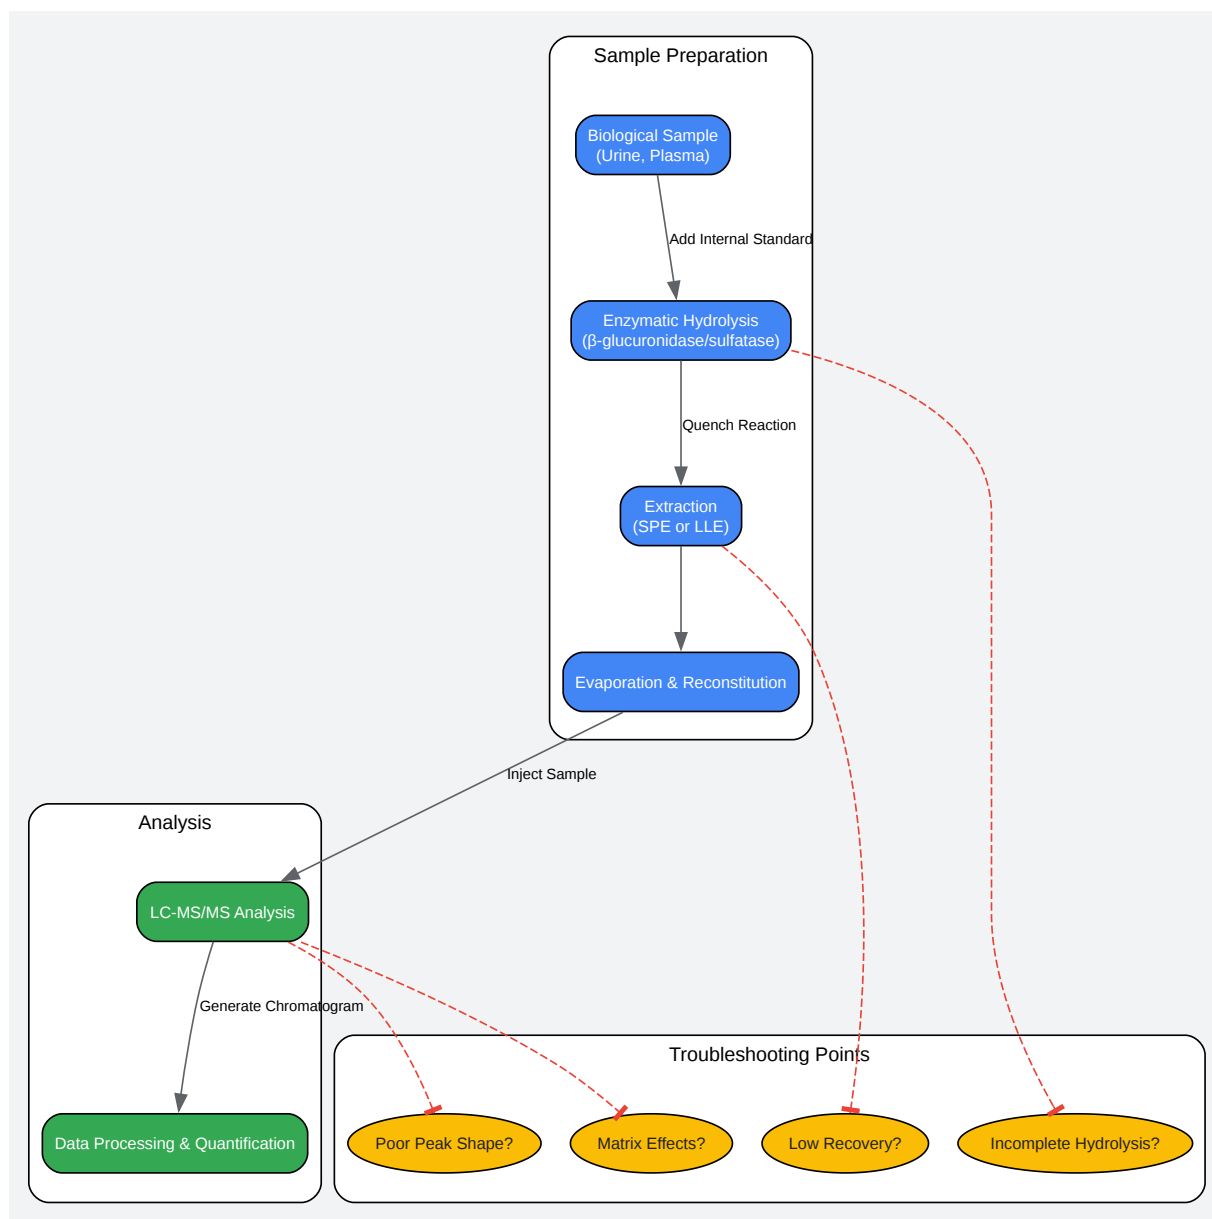 Sample Preparation
Biological Sample
(Urine, Plasma)
Add Internal Standard
Enzymatic Hydrolysis
(β-glucuronidase/sulfatase)
Quench Reaction
Extraction
(SPE or LLE)
Evaporation & Reconstitution
Inject Sample
Analysis
LC-MS/MS Analysis
Generate Chromatogram
Data Processing & Quantification
Troubleshooting Points
Poor Peak Shape?
Matrix Effects?
Low Recovery?
Incomplete Hydrolysis?